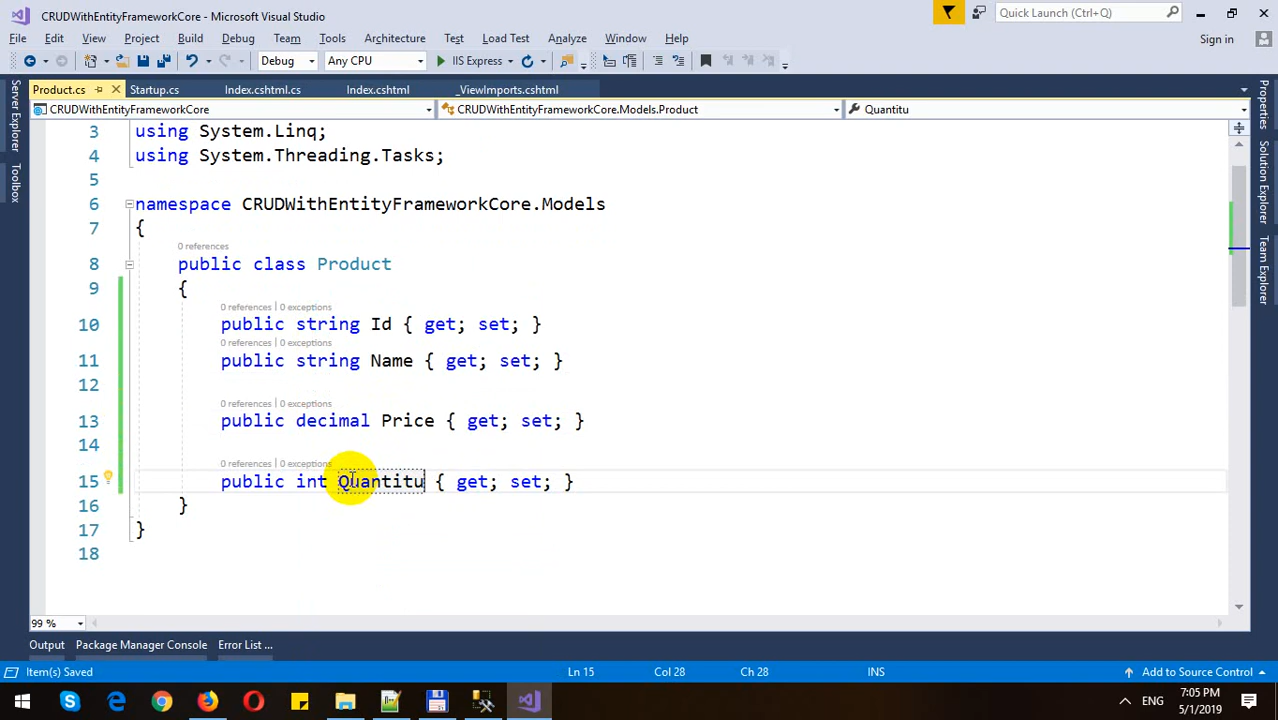 CRUDWithEntityFrameworkCore - Microsoft Visual Studio
Quick Launch (Ctrl+Q)
File Edit View Project Build Debug Team Tools Architecture Test Load Test Analyze Window Help
Sign in
Debug Any CPU IIS Express
Product.cs Startup.cs Index.cshtml.cs Index.cshtml _ViewImports.cshtml
CRUDWithEntityFrameworkCore CRUDWithEntityFrameworkCore.Models.Product Quantitu
Server Explorer
Toolbox
Properties
Solution Explorer
Team Explorer
3 using System.Linq;
4 using System.Threading.Tasks;
5
6 namespace CRUDWithEntityFrameworkCore.Models
7 {
0 references
8 public class Product
9 {
0 references | 0 exceptions
10 public string Id { get; set; }
0 references | 0 exceptions
11 public string Name { get; set; }
12
0 references | 0 exceptions
13 public decimal Price { get; set; }
14
0 references | 0 exceptions
15 public int Quantitu { get; set; }
16 }
17 }
18
99 %
Output Package Manager Console Error List ...
Item(s) Saved Ln 15 Col 28 Ch 28 INS Add to Source Control
ENG
7:05 PM
5/1/2019